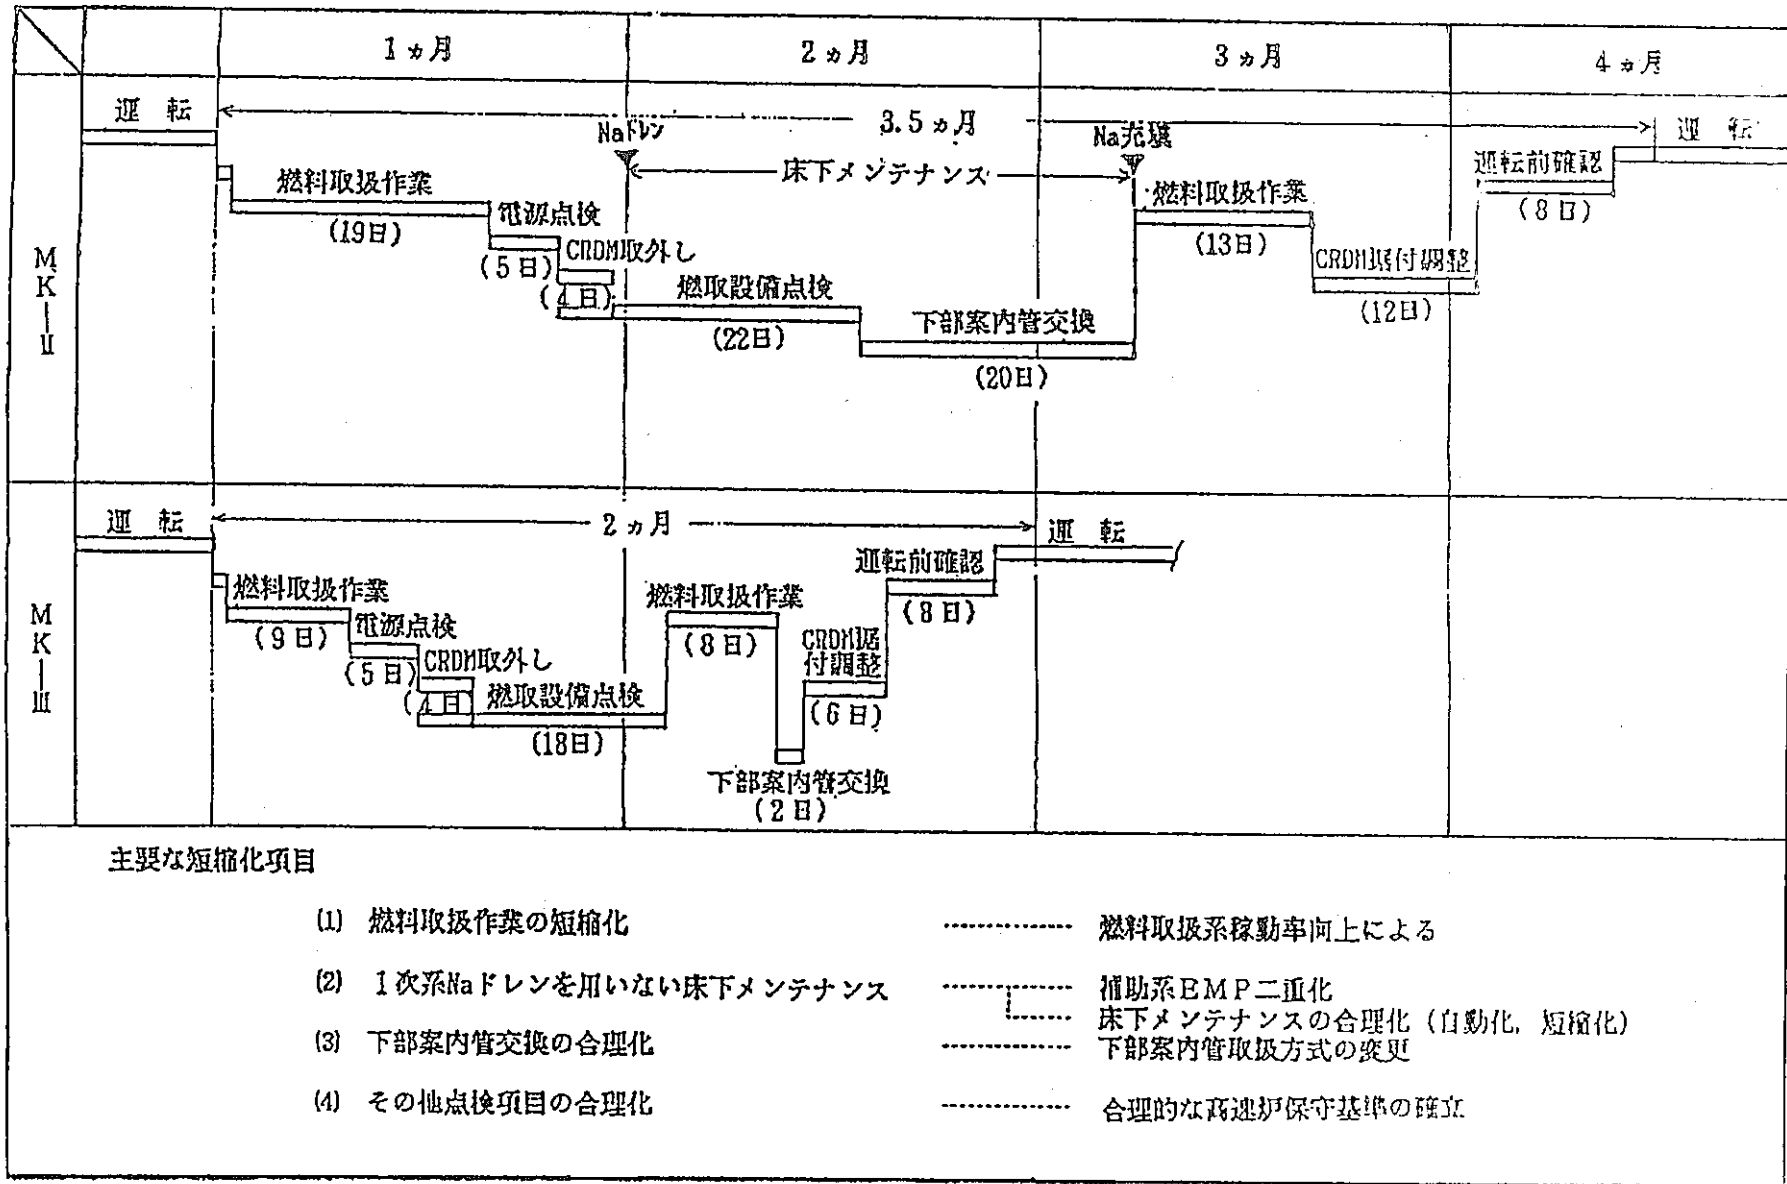 1ヵ月 2ヵ月 3ヵ月 4ヵ月
MK-Ⅱ
運転
3.5ヵ月
運転
Naドレン
Na充填
床下メンテナンス
燃料取扱作業
(19日)
電源点検
(5日)
CRDM取外し
(4日)
燃取設備点検
(22日)
下部案内管交換
(20日)
燃料取扱作業
(13日)
CRDM据付調整
(12日)
運転前確認
(8日)
MK-Ⅲ
運転
2ヵ月
運転
燃料取扱作業
(9日)
電源点検
(5日)
CRDM取外し
(4日)
燃取設備点検
(18日)
燃料取扱作業
(8日)
下部案内管交換
(2日)
CRDM据
付調整
(6日)
運転前確認
(8日)
主要な短縮化項目
(1) 燃料取扱作業の短縮化 燃料取扱系稼動率向上による
(2) 1次系Naドレンを用いない床下メンテナンス 補助系EMP二重化
床下メンテナンスの合理化(自動化, 短縮化)
(3) 下部案内管交換の合理化 下部案内管取扱方式の変更
(4) その他点検項目の合理化 合理的な高速炉保守基準の確立